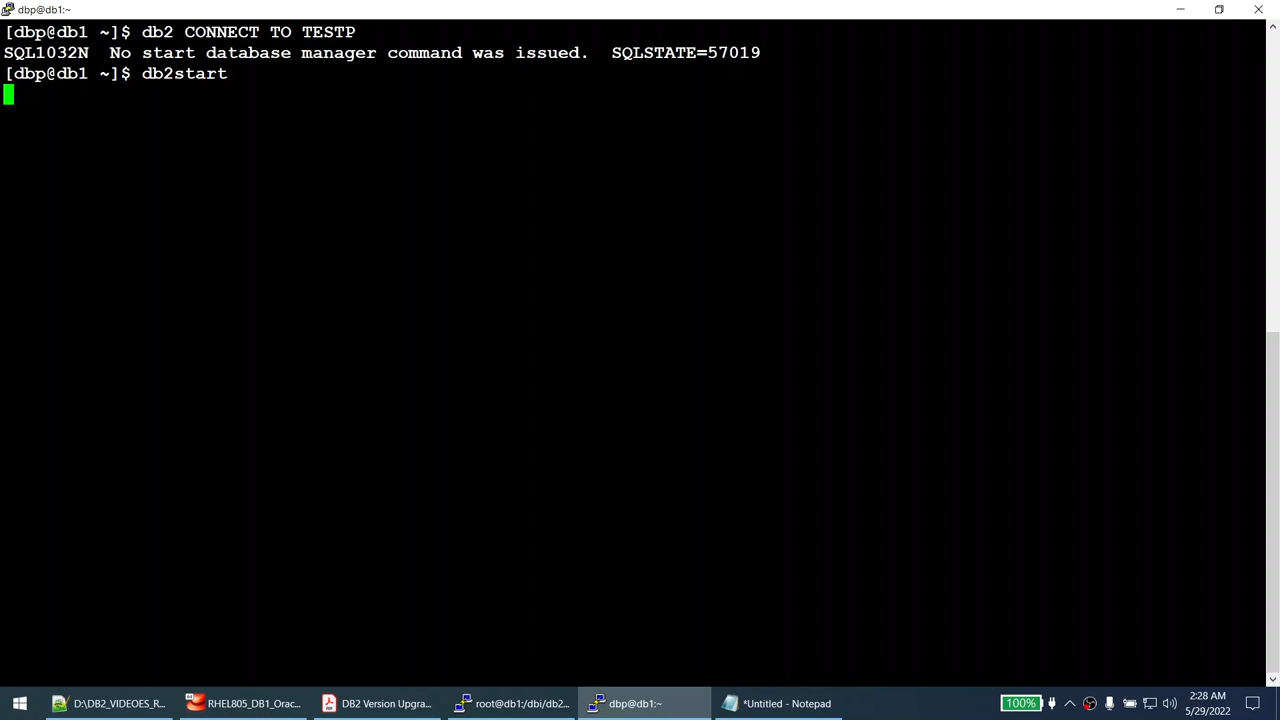 dbp@db1:~
[dbp@db1 ~]$ db2 CONNECT TO TESTP
SQL1032N  No start database manager command was issued.  SQLSTATE=57019
[dbp@db1 ~]$ db2start
D:\DB2_VIDEOES_R...
RHEL805_DB1_Orac...
DB2 Version Upgra...
root@db1:/dbi/db2...
dbp@db1:~
*Untitled - Notepad
100%
2:28 AM
5/29/2022